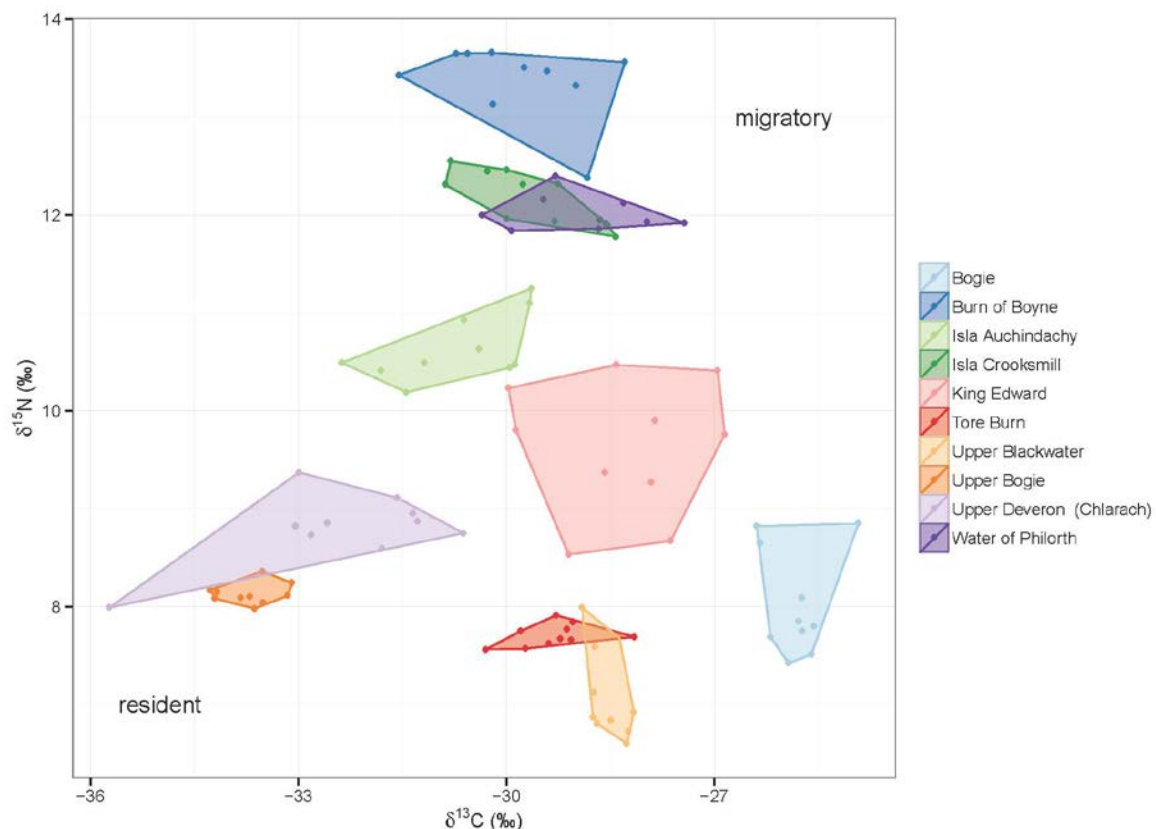 14
12
10
8
δ15N (‰)
migratory
resident
−36
−33
−30
−27
δ13C (‰)
Bogie
Burn of Boyne
Isla Auchindachy
Isla Crooksmill
King Edward
Tore Burn
Upper Blackwater
Upper Bogie
Upper Deveron (Chlarach)
Water of Philorth